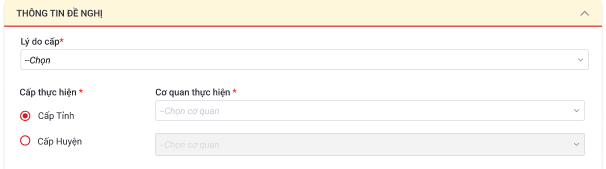 THÔNG TIN ĐỀ NGHỊ
Lý do cấp*
--Chọn
Cấp thực hiện * Cơ quan thực hiện *
Cấp Tỉnh --Chọn cơ quan
Cấp Huyện --Chọn cơ quan